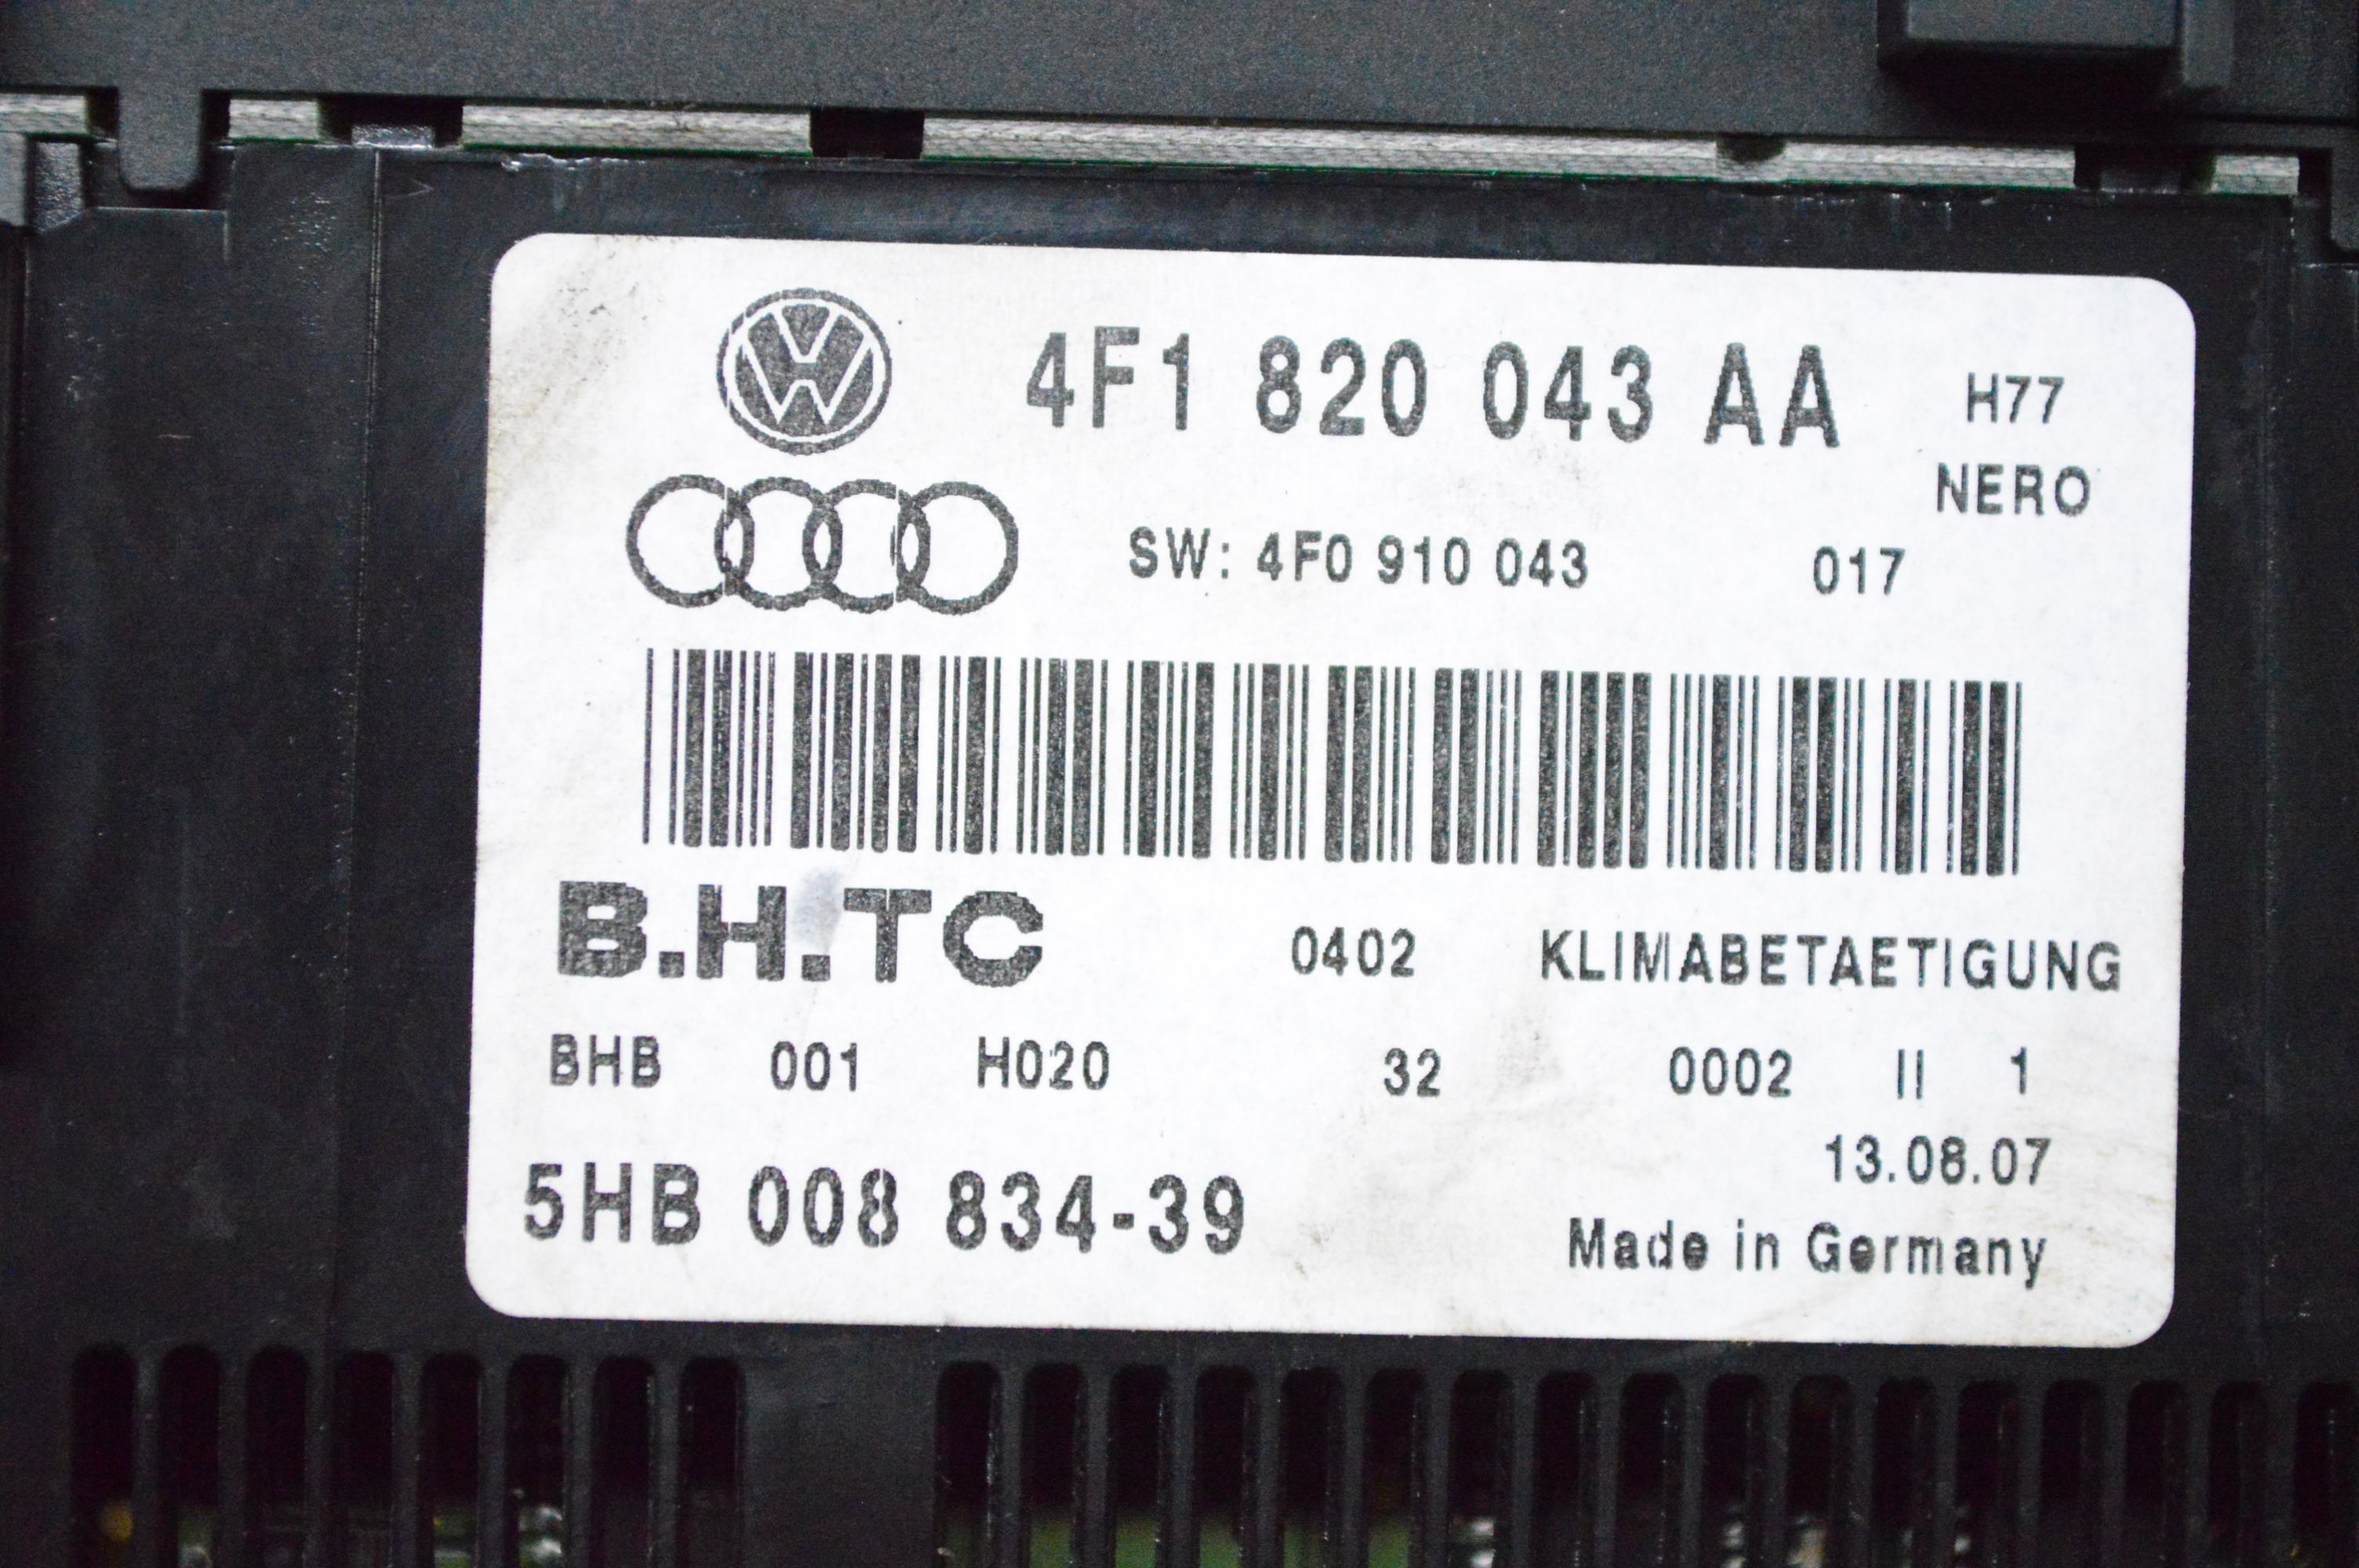 4F1 820 043 AA H77
NERO
SW: 4F0 910 043 017
B.H.TC 0402 KLIMABETAETIGUNG
BHB 001 H020 32 0002 II 1
13.08.07
5HB 008 834-39
Made in Germany